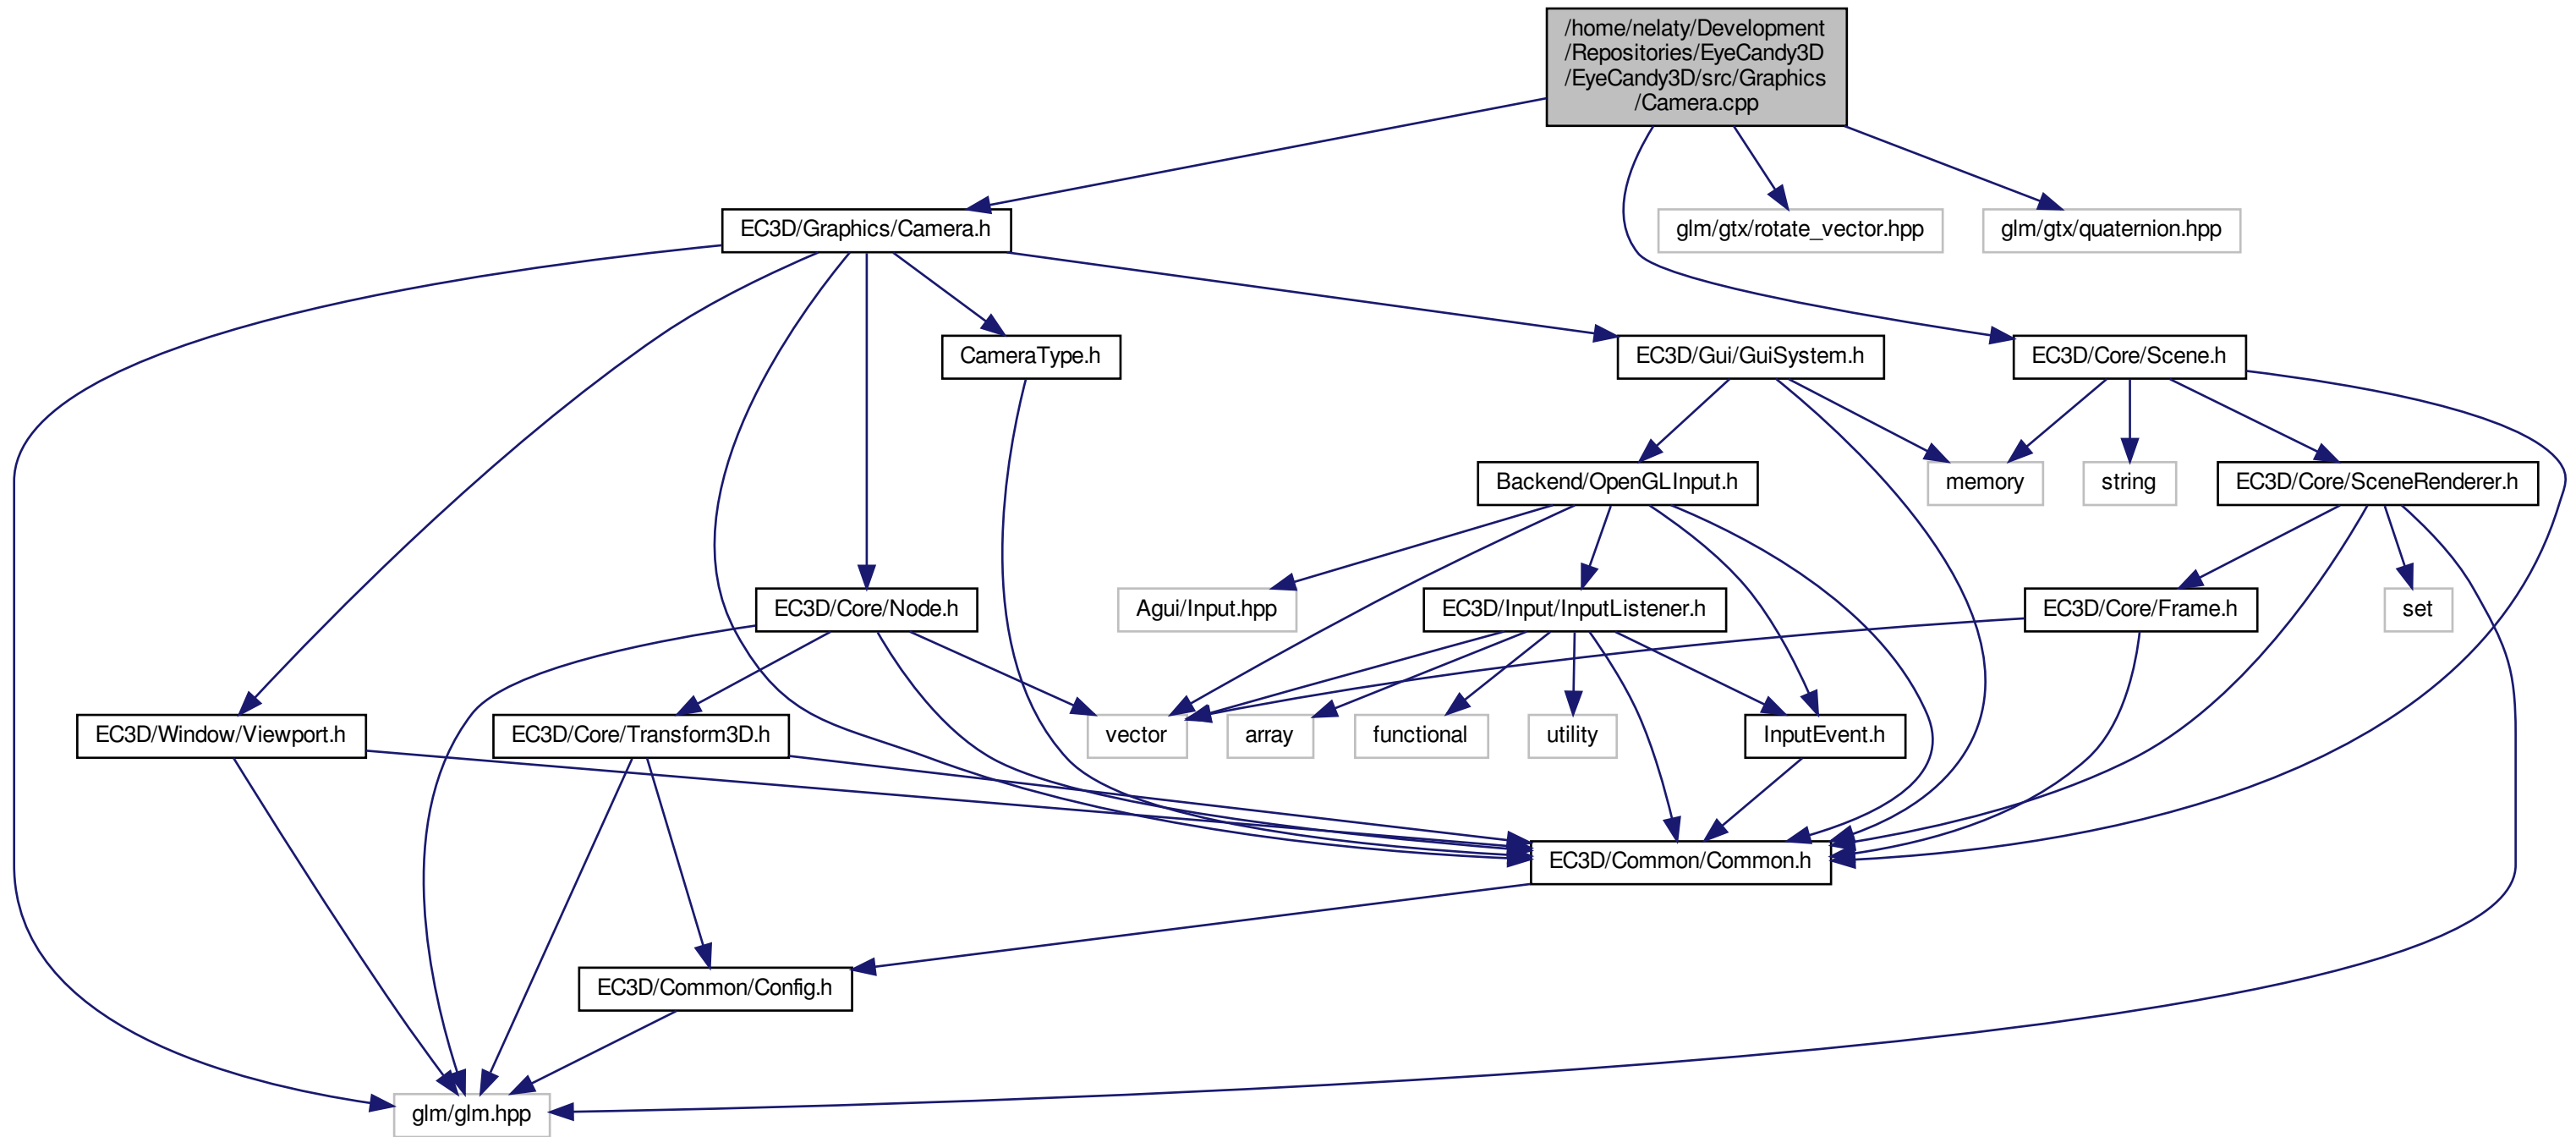 /home/nelaty/Development
/Repositories/EyeCandy3D
/EyeCandy3D/src/Graphics
/Camera.cpp
EC3D/Graphics/Camera.h
glm/gtx/rotate_vector.hpp
glm/gtx/quaternion.hpp
CameraType.h
EC3D/Gui/GuiSystem.h
EC3D/Core/Scene.h
Backend/OpenGLInput.h
memory
string
EC3D/Core/SceneRenderer.h
EC3D/Core/Node.h
Agui/Input.hpp
EC3D/Input/InputListener.h
EC3D/Core/Frame.h
set
EC3D/Window/Viewport.h
EC3D/Core/Transform3D.h
vector
array
functional
utility
InputEvent.h
EC3D/Common/Common.h
EC3D/Common/Config.h
glm/glm.hpp